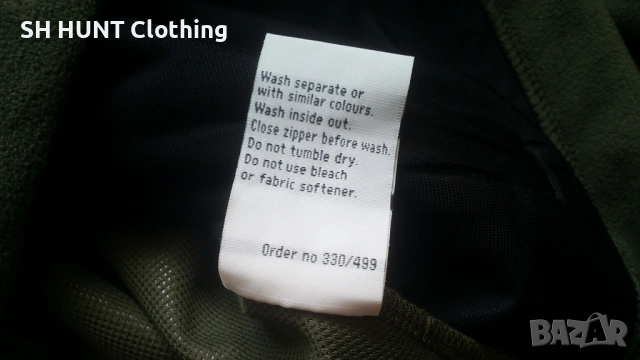 SH HUNT Clothing
Wash separate or
with similar colours.
Wash inside out.
Close zipper before wash.
Do not tumble dry.
Do not use bleach
or fabric softener.
Order no 330/499
BAZAR